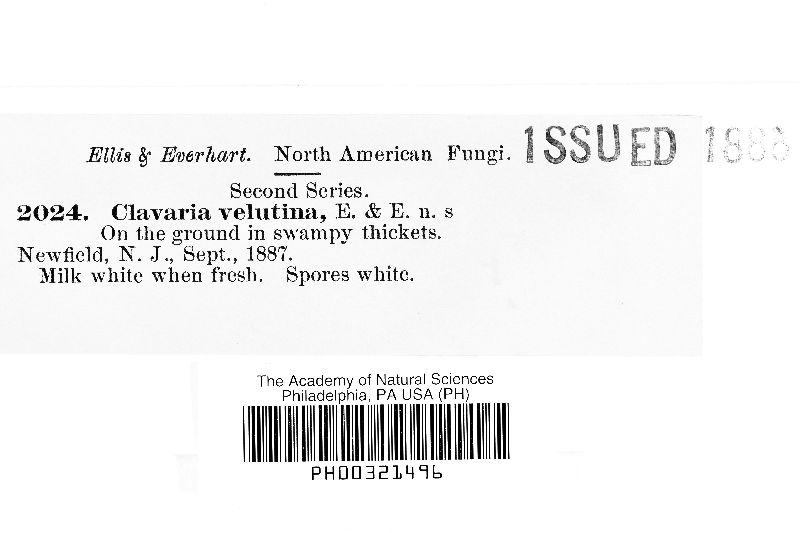 Ellis & Everhart. North American Fungi. ISSUED 1888
Second Series.
2024. Clavaria velutina, E. & E. n. s
On the ground in swampy thickets.
Newfield, N. J., Sept., 1887.
Milk white when fresh. Spores white.
The Academy of Natural Sciences
Philadelphia, PA USA (PH)
PH00321496